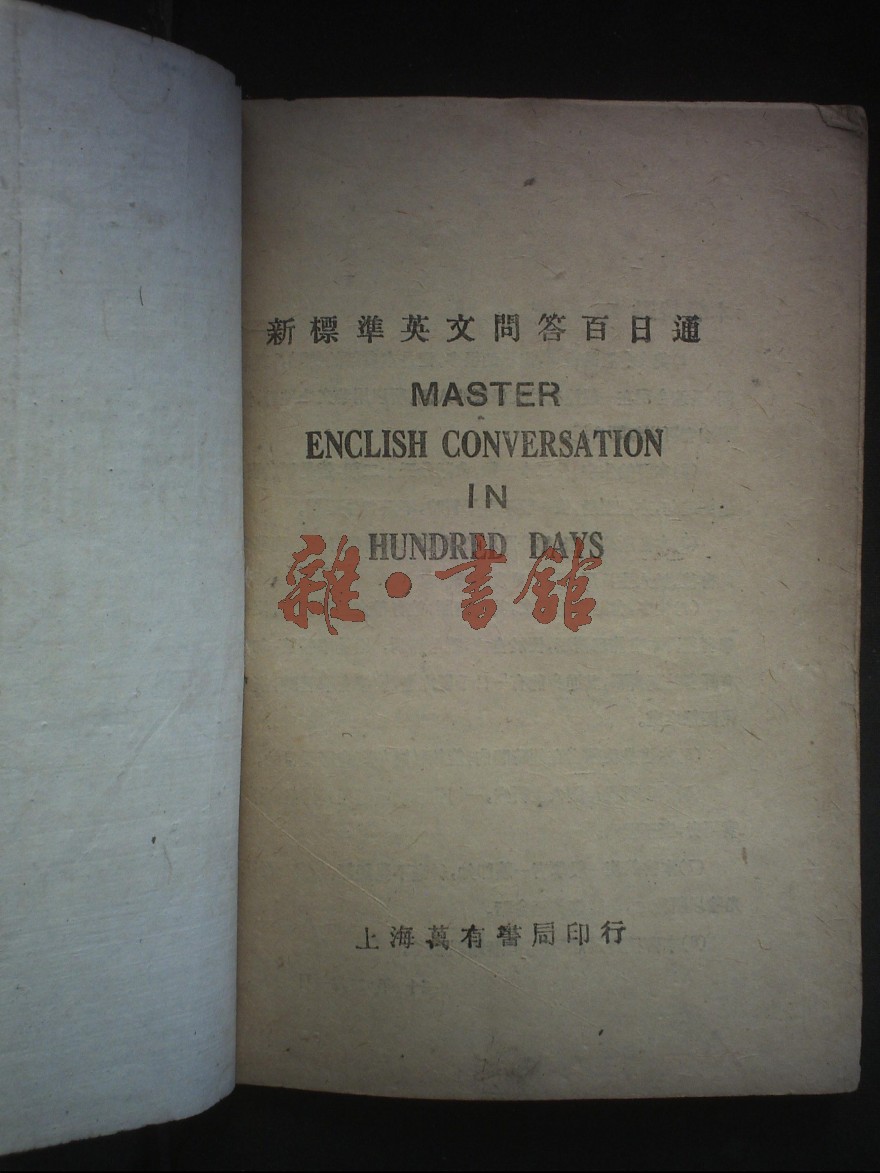 新標準英文問答百日通
MASTER
ENCLISH CONVERSATION
IN
HUNDRED DAYS
雜·書館
上海萬有書局印行